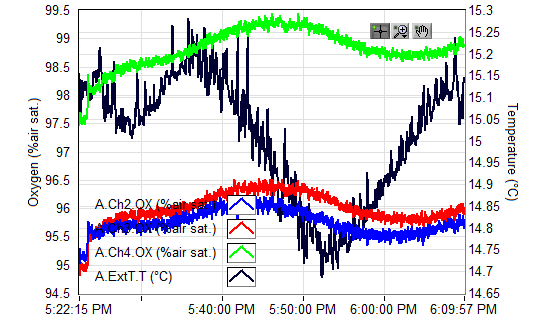 99.5
99
98.5
98
97.5
97
96.5
96
95.5
95
94.5
Oxygen (%air sat.)
15.3
15.25
15.2
15.15
15.1
15.05
15
14.95
14.9
14.85
14.8
14.75
14.7
14.65
Temperature (°C)
A.Ch2.OX (%air sat.)
(%air sat.)
A.Ch4.OX (%air sat.)
A.ExtT.T (°C)
5:22:15 PM
5:40:00 PM
5:50:00 PM
6:00:00 PM
6:09:57 PM